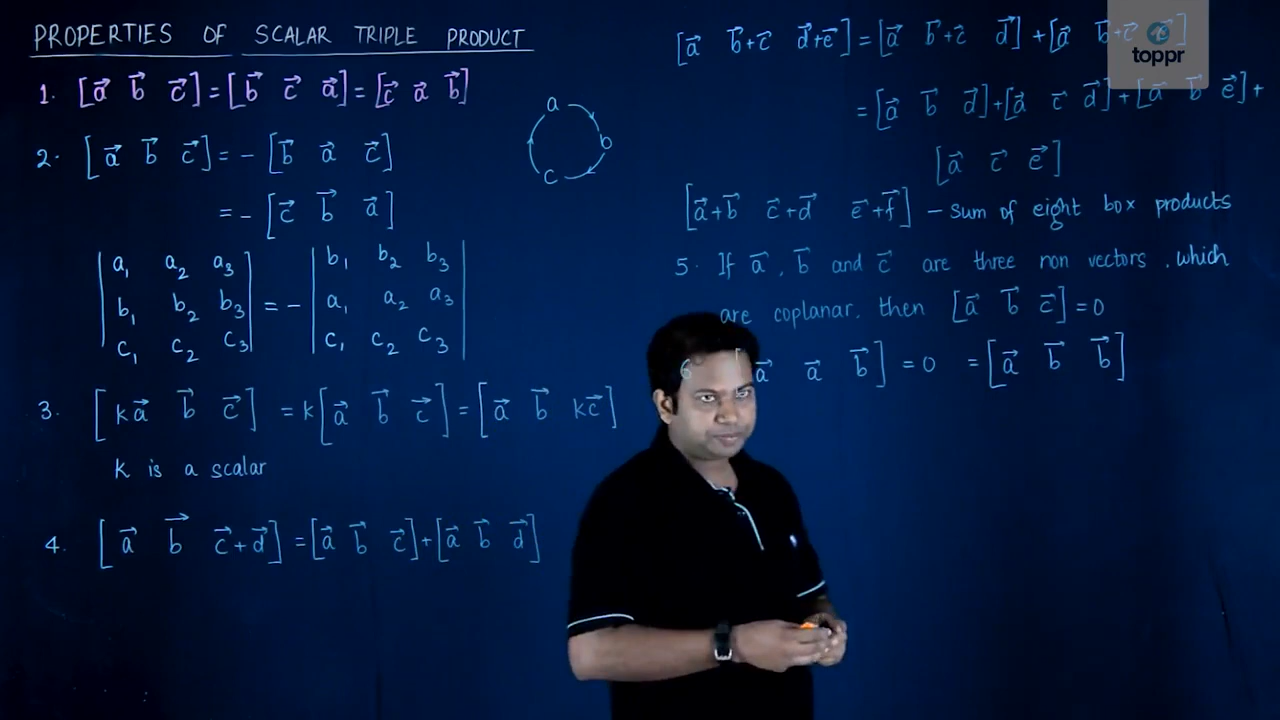 PROPERTIES OF SCALAR TRIPLE PRODUCT
1. [a⃗ b⃗ c⃗] = [b⃗ c⃗ a⃗] = [c⃗ a⃗ b⃗]
a b c
2. [a⃗ b⃗ c⃗] = - [b⃗ a⃗ c⃗]
= - [c⃗ b⃗ a⃗]
|a₁ a₂ a₃| |b₁ b₂ b₃|
|b₁ b₂ b₃| = - |a₁ a₂ a₃|
|c₁ c₂ c₃| |c₁ c₂ c₃|
3. [ka⃗ b⃗ c⃗] = k[a⃗ b⃗ c⃗] = [a⃗ b⃗ kc⃗]
k is a scalar
4. [a⃗ b⃗ c⃗+d⃗] = [a⃗ b⃗ c⃗] + [a⃗ b⃗ d⃗]
[a⃗ b⃗+c⃗ d⃗+e⃗] = [a⃗ b⃗+c⃗ d⃗] + [a⃗ b⃗+c⃗ ]
toppr
= [a⃗ b⃗ d⃗] + [a⃗ c⃗ d⃗] + [a⃗ b⃗ e⃗] +
[a⃗ c⃗ e⃗]
[a⃗+b⃗ c⃗+d⃗ e⃗+f⃗] - Sum of eight box products
5. If a⃗, b⃗ and c⃗ are three non vectors, which
are coplanar, then [a⃗ b⃗ c⃗] = 0
6 [a⃗ a⃗ b⃗] = 0 = [a⃗ b⃗ b⃗]